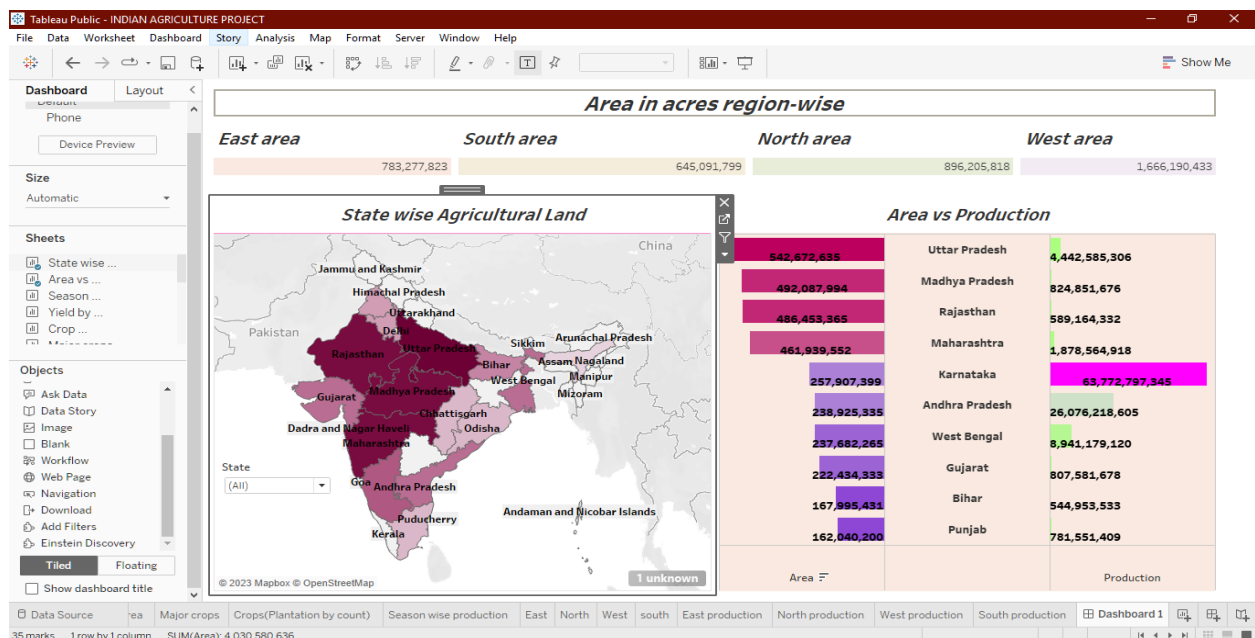 Tableau Public - INDIAN AGRICULTURE PROJECT
File Data Worksheet Dashboard Story Analysis Map Format Server Window Help
Show Me
Dashboard Layout
Default
Phone
Device Preview
Size
Automatic
Sheets
State wise ...
Area vs ...
Season ...
Yield by ...
Crop ...
Major crops
Objects
Ask Data
Data Story
Image
Blank
Workflow
Web Page
Navigation
Download
Add Filters
Einstein Discovery
Tiled Floating
Show dashboard title
Area in acres region-wise
East area South area North area West area
783,277,823 645,091,799 896,205,818 1,666,190,433
State wise Agricultural Land
China
Jammu and Kashmir
Himachal Pradesh
Uttarakhand
Pakistan
Delhi
Arunachal Pradesh
Sikkim
Rajasthan
Uttar Pradesh
Bihar
Assam Nagaland
West Bengal
Manipur
Mizoram
Gujarat
Madhya Pradesh
Chhattisgarh
Dadra and Nagar Haveli
Odisha
Maharashtra
State
(All)
Goa
Andhra Pradesh
Puducherry
Andaman and Nicobar Islands
Kerala
© 2023 Mapbox © OpenStreetMap
1 unknown
Area vs Production
542,672,635 Uttar Pradesh 4,442,585,306
492,087,994 Madhya Pradesh 824,851,676
486,453,365 Rajasthan 589,164,332
461,939,552 Maharashtra 1,878,564,918
257,907,399 Karnataka 63,772,797,345
238,925,335 Andhra Pradesh 26,076,218,605
237,682,265 West Bengal 8,941,179,120
222,434,333 Gujarat 807,581,678
167,995,431 Bihar 544,953,533
162,040,200 Punjab 781,551,409
Area Production
Data Source rea Major crops Crops(Plantation by count) Season wise production East North West south East production North production West production South production Dashboard 1
35 marks 1 row by 1 column SUM(Area): 4,030,580,636